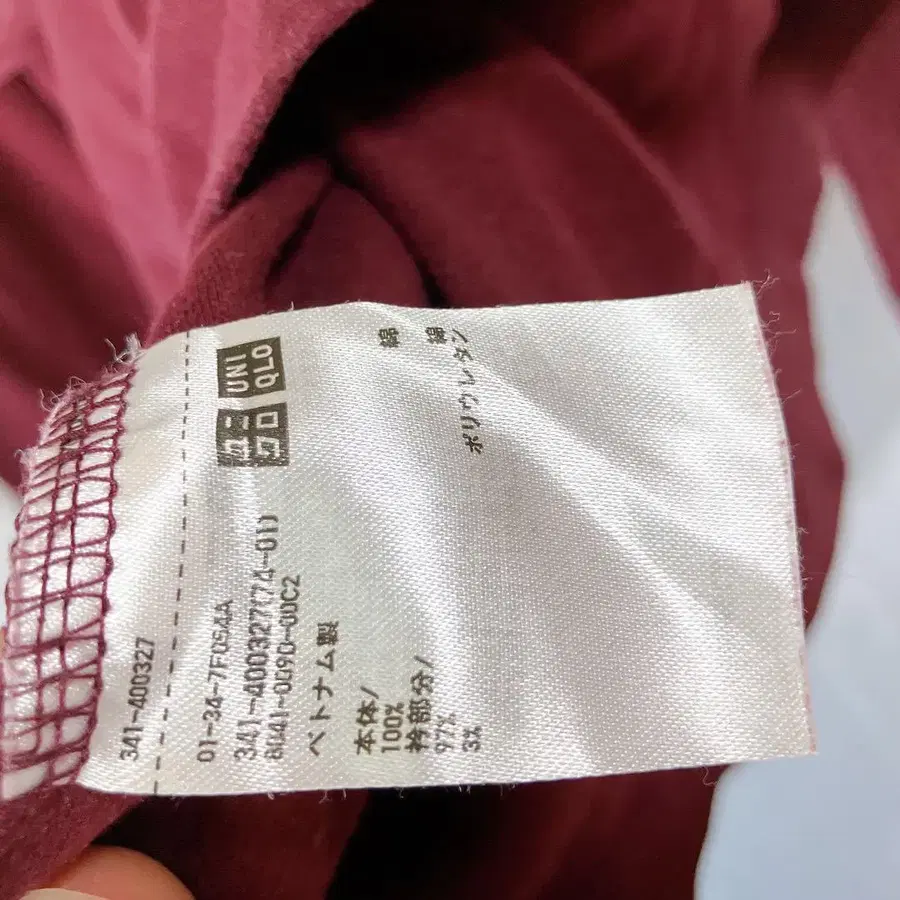 341-400327
UNI
QLO
ユニ
クロ
01-34-7F054A
341-400327(74-01)
8041-0090-00C2
ベトナム製
本体/
100% 綿
衿部分/
97% 綿
3% ポリウレタン